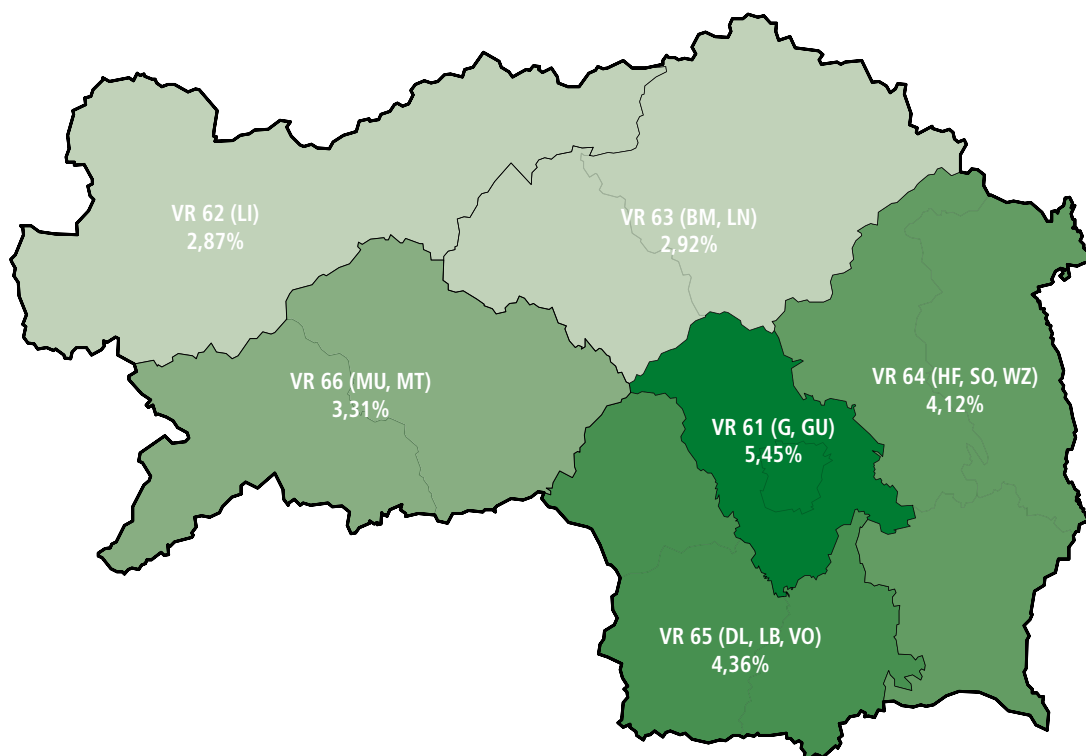 VR 62 (LI)
2,87%
VR 63 (BM, LN)
2,92%
VR 66 (MU, MT)
3,31%
VR 64 (HF, SO, WZ)
4,12%
VR 61 (G, GU)
5,45%
VR 65 (DL, LB, VO)
4,36%